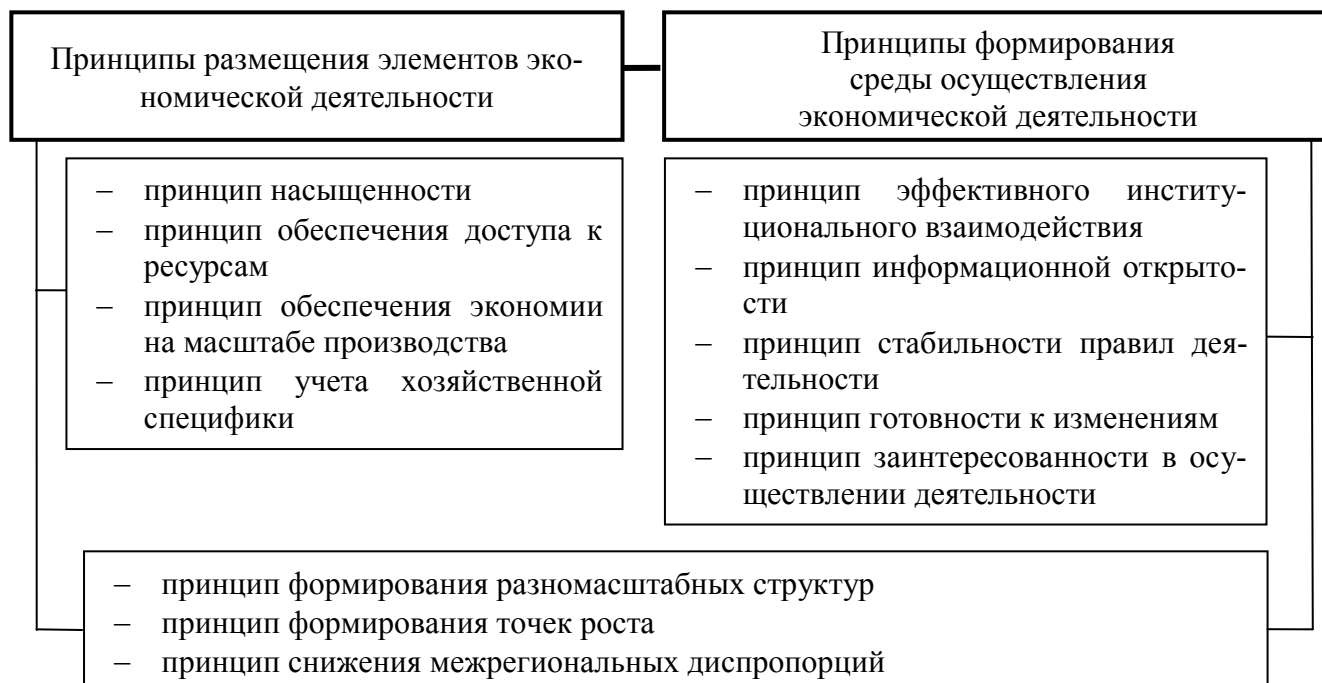 Принципы размещения элементов эко-
номической деятельности
Принципы формирования
среды осуществления
экономической деятельности
– принцип насыщенности
– принцип обеспечения доступа к
ресурсам
– принцип обеспечения экономии
на масштабе производства
– принцип учета хозяйственной
специфики
– принцип эффективного институ-
ционального взаимодействия
– принцип информационной открыто-
сти
– принцип стабильности правил дея-
тельности
– принцип готовности к изменениям
– принцип заинтересованности в осу-
ществлении деятельности
– принцип формирования разномасштабных структур
– принцип формирования точек роста
– принцип снижения межрегиональных диспропорций